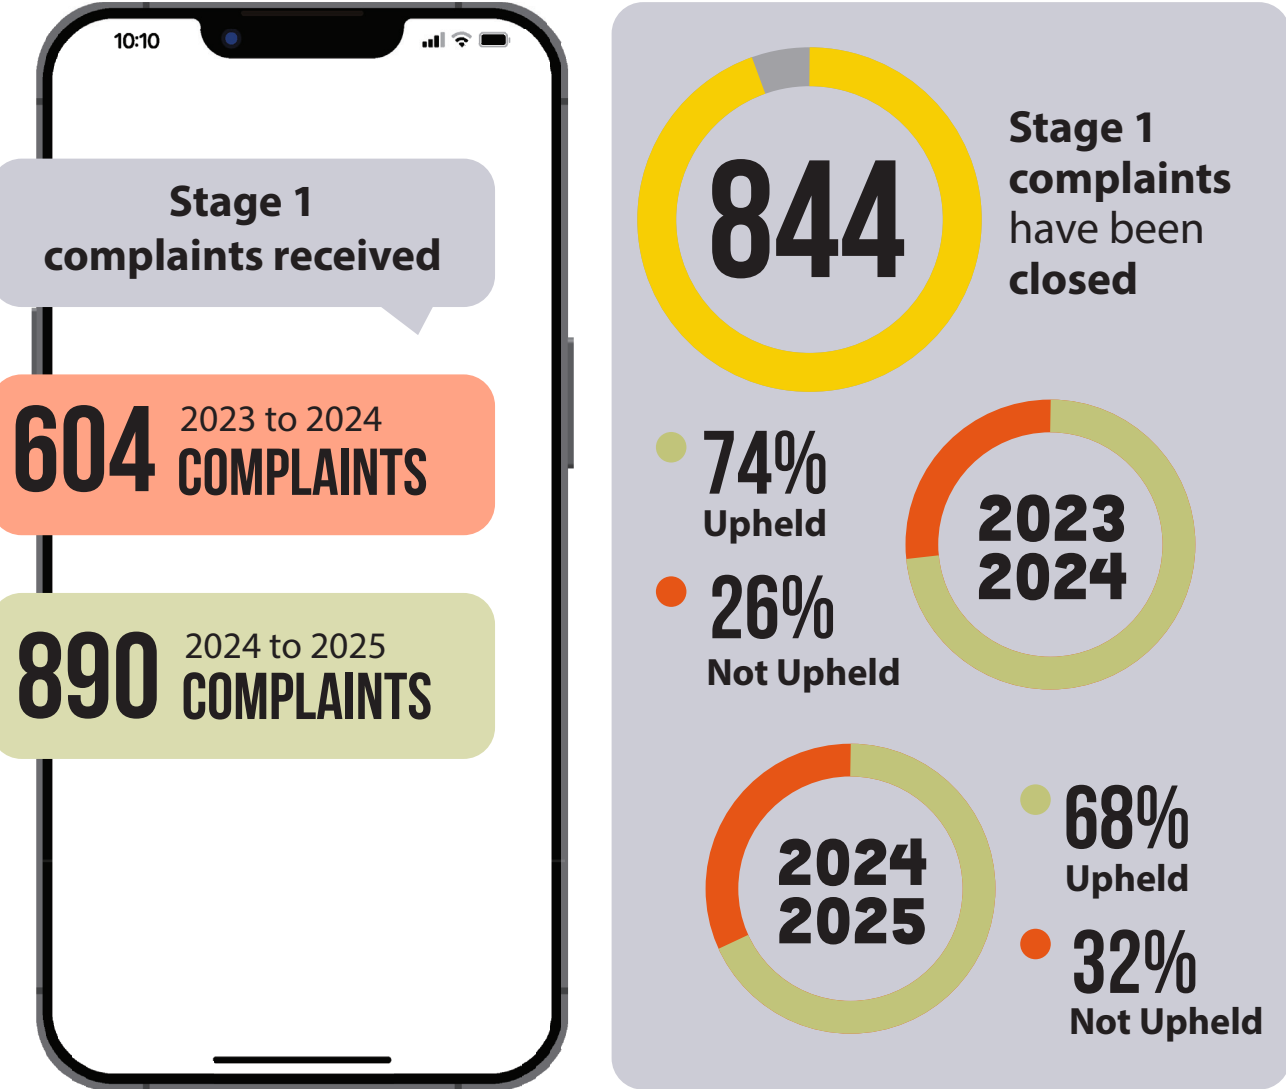 10:10
Stage 1
complaints received
604
2023 to 2024
COMPLAINTS
890
2024 to 2025
COMPLAINTS
844
Stage 1
complaints
have been
closed
74%
Upheld
26%
Not Upheld
2023
2024
2024
2025
68%
Upheld
32%
Not Upheld